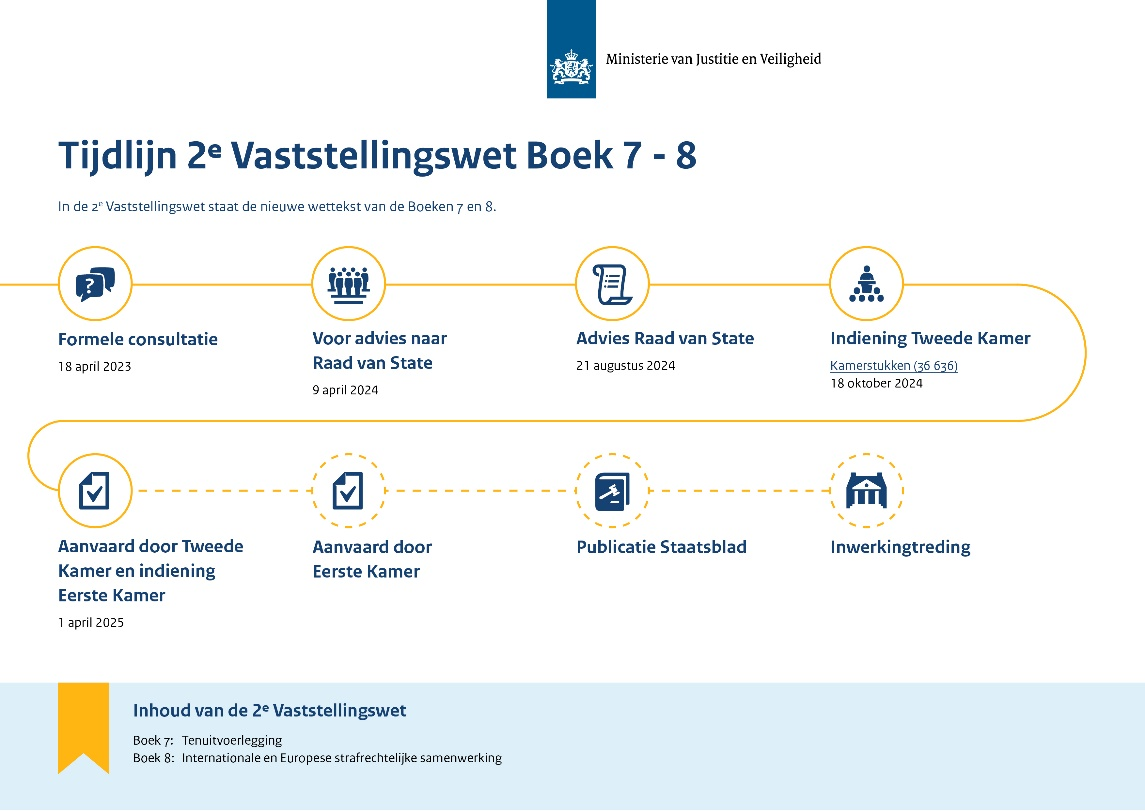 Ministerie van Justitie en Veiligheid
Tijdlijn 2e Vaststellingswet Boek 7 - 8
In de 2e Vaststellingswet staat de nieuwe wettekst van de Boeken 7 en 8.
?
Formele consultatie
18 april 2023
Voor advies naar
Raad van State
9 april 2024
Advies Raad van State
21 augustus 2024
Indiening Tweede Kamer
Kamerstukken (36 636)
18 oktober 2024
Aanvaard door Tweede
Kamer en indiening
Eerste Kamer
1 april 2025
Aanvaard door
Eerste Kamer
Publicatie Staatsblad
Inwerkingtreding
Inhoud van de 2e Vaststellingswet
Boek 7: Tenuitvoerlegging
Boek 8: Internationale en Europese strafrechtelijke samenwerking